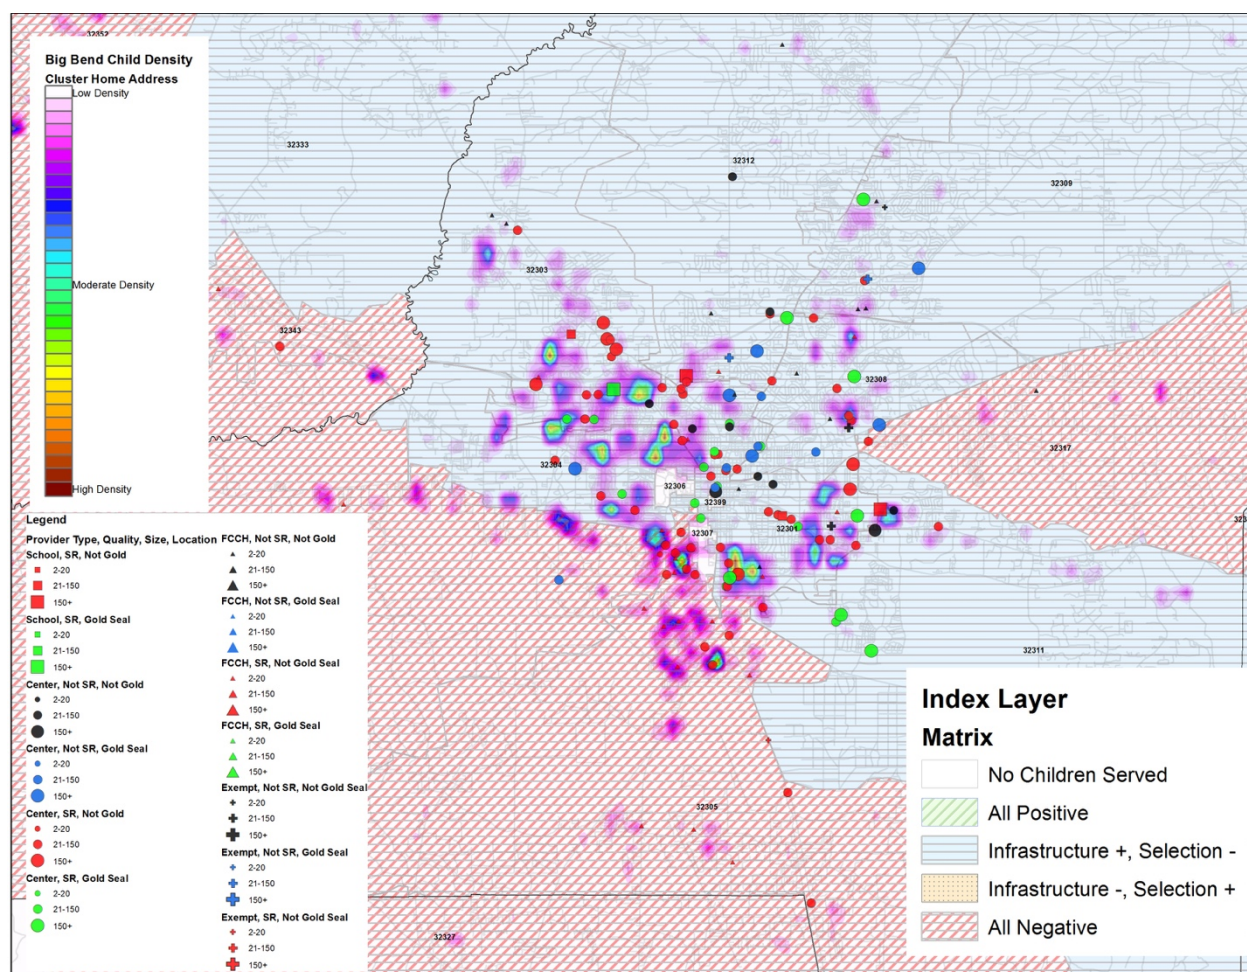 32352
Big Bend Child Density
Cluster Home Address
Low Density
Moderate Density
High Density
32333
32312
32309
32303
32343
32308
32317
32304
32306
32399
32301
32307
32311
32305
32327
Legend
Provider Type, Quality, Size, Location
School, SR, Not Gold
2-20
21-150
150+
School, SR, Gold Seal
2-20
21-150
150+
Center, Not SR, Not Gold
2-20
21-150
150+
Center, Not SR, Gold Seal
2-20
21-150
150+
Center, SR, Not Gold
2-20
21-150
150+
Center, SR, Gold Seal
2-20
21-150
150+
FCCH, Not SR, Not Gold
2-20
21-150
150+
FCCH, Not SR, Gold Seal
2-20
21-150
150+
FCCH, SR, Not Gold Seal
2-20
21-150
150+
FCCH, SR, Gold Seal
2-20
21-150
150+
Exempt, Not SR, Not Gold Seal
2-20
21-150
150+
Exempt, Not SR, Gold Seal
2-20
21-150
150+
Exempt, SR, Not Gold Seal
2-20
21-150
150+
Index Layer
Matrix
No Children Served
All Positive
Infrastructure +, Selection -
Infrastructure -, Selection +
All Negative